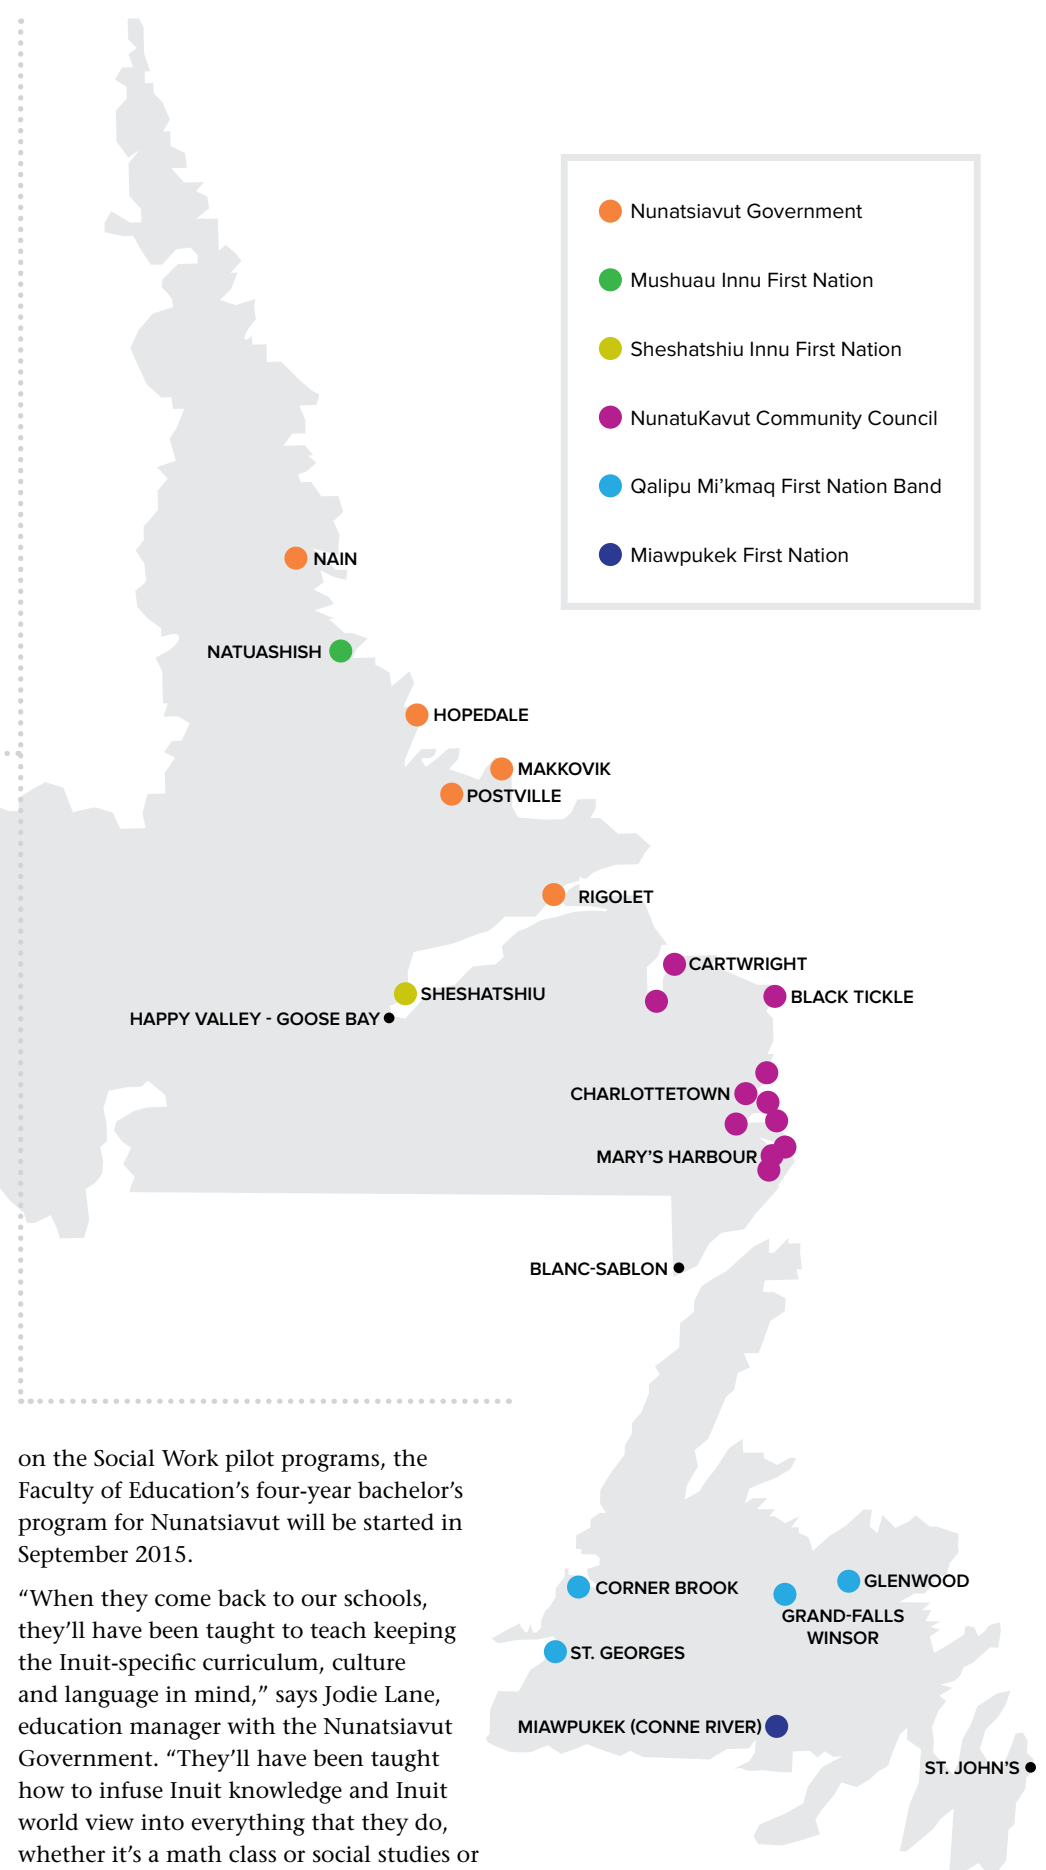 Nunatsiavut Government
Mushuau Innu First Nation
Sheshatshiu Innu First Nation
NunatuKavut Community Council
Qalipu Mi’kmaq First Nation Band
Miawpukek First Nation
NAIN
NATUASHISH
HOPEDALE
MAKKOVIK
POSTVILLE
RIGOLET
CARTWRIGHT
SHESHATSHIU
BLACK TICKLE
HAPPY VALLEY - GOOSE BAY
CHARLOTTETOWN
MARY’S HARBOUR
BLANC-SABLON
CORNER BROOK
GLENWOOD
GRAND-FALLS
WINSOR
ST. GEORGES
MIAWPUKEK (CONNE RIVER)
ST. JOHN’S
on the Social Work pilot programs, the
Faculty of Education’s four-year bachelor’s
program for Nunatsiavut will be started in
September 2015.
“When they come back to our schools,
they’ll have been taught to teach keeping
the Inuit-specific curriculum, culture
and language in mind,” says Jodie Lane,
education manager with the Nunatsiavut
Government. “They’ll have been taught
how to infuse Inuit knowledge and Inuit
world view into everything that they do,
whether it’s a math class or social studies or